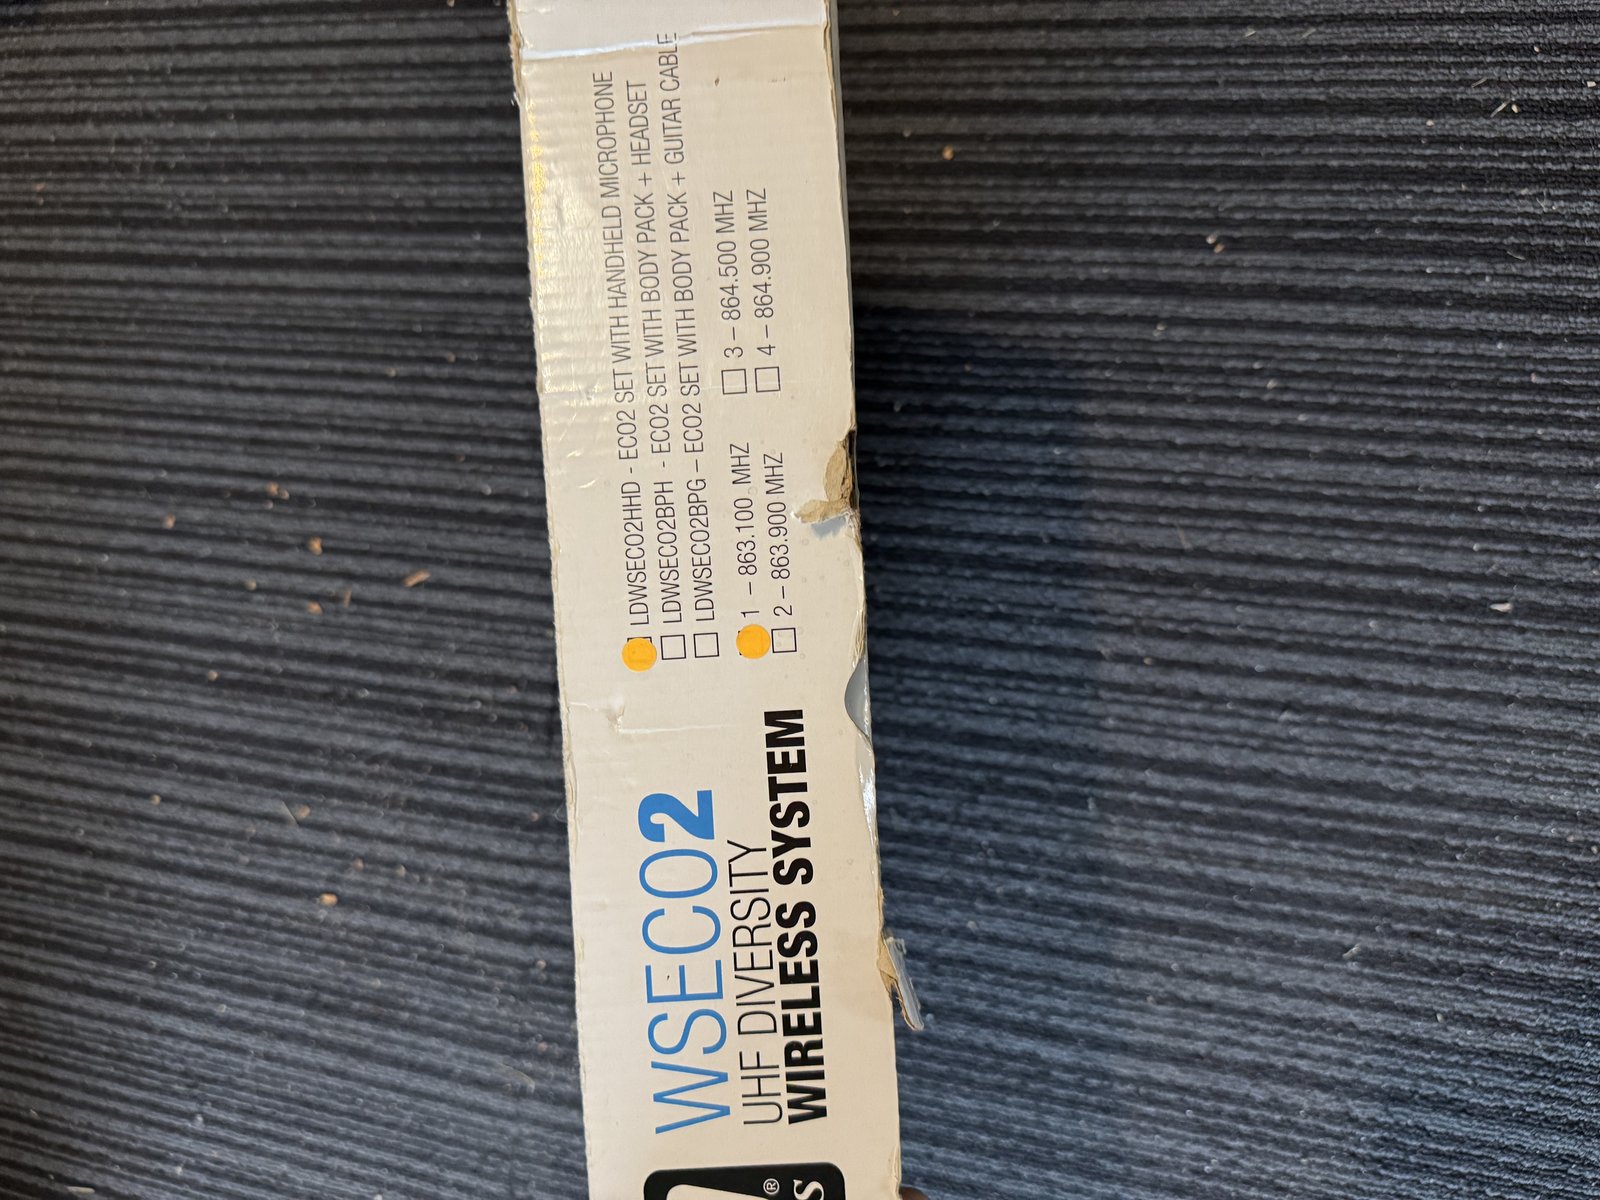 WSECO2
UHF DIVERSITY
WIRELESS SYSTEM
LDWSECO2HHD - ECO2 SET WITH HANDHELD MICROPHONE
LDWSECO2BPH - ECO2 SET WITH BODY PACK + HEADSET
LDWSECO2BPG – ECO2 SET WITH BODY PACK + GUITAR CABLE
1 – 863.100 MHZ
2 – 863.900 MHZ
3 – 864.500 MHZ
4 – 864.900 MHZ